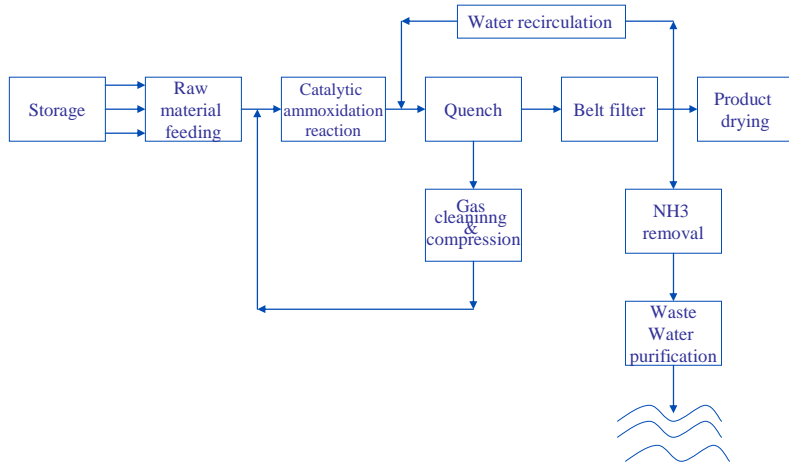 Water recirculation
Storage
Raw
material
feeding
Catalytic
ammoxidation
reaction
Quench
Belt filter
Product
drying
Gas
cleaninng
&
compression
NH3
removal
Waste
Water
purification